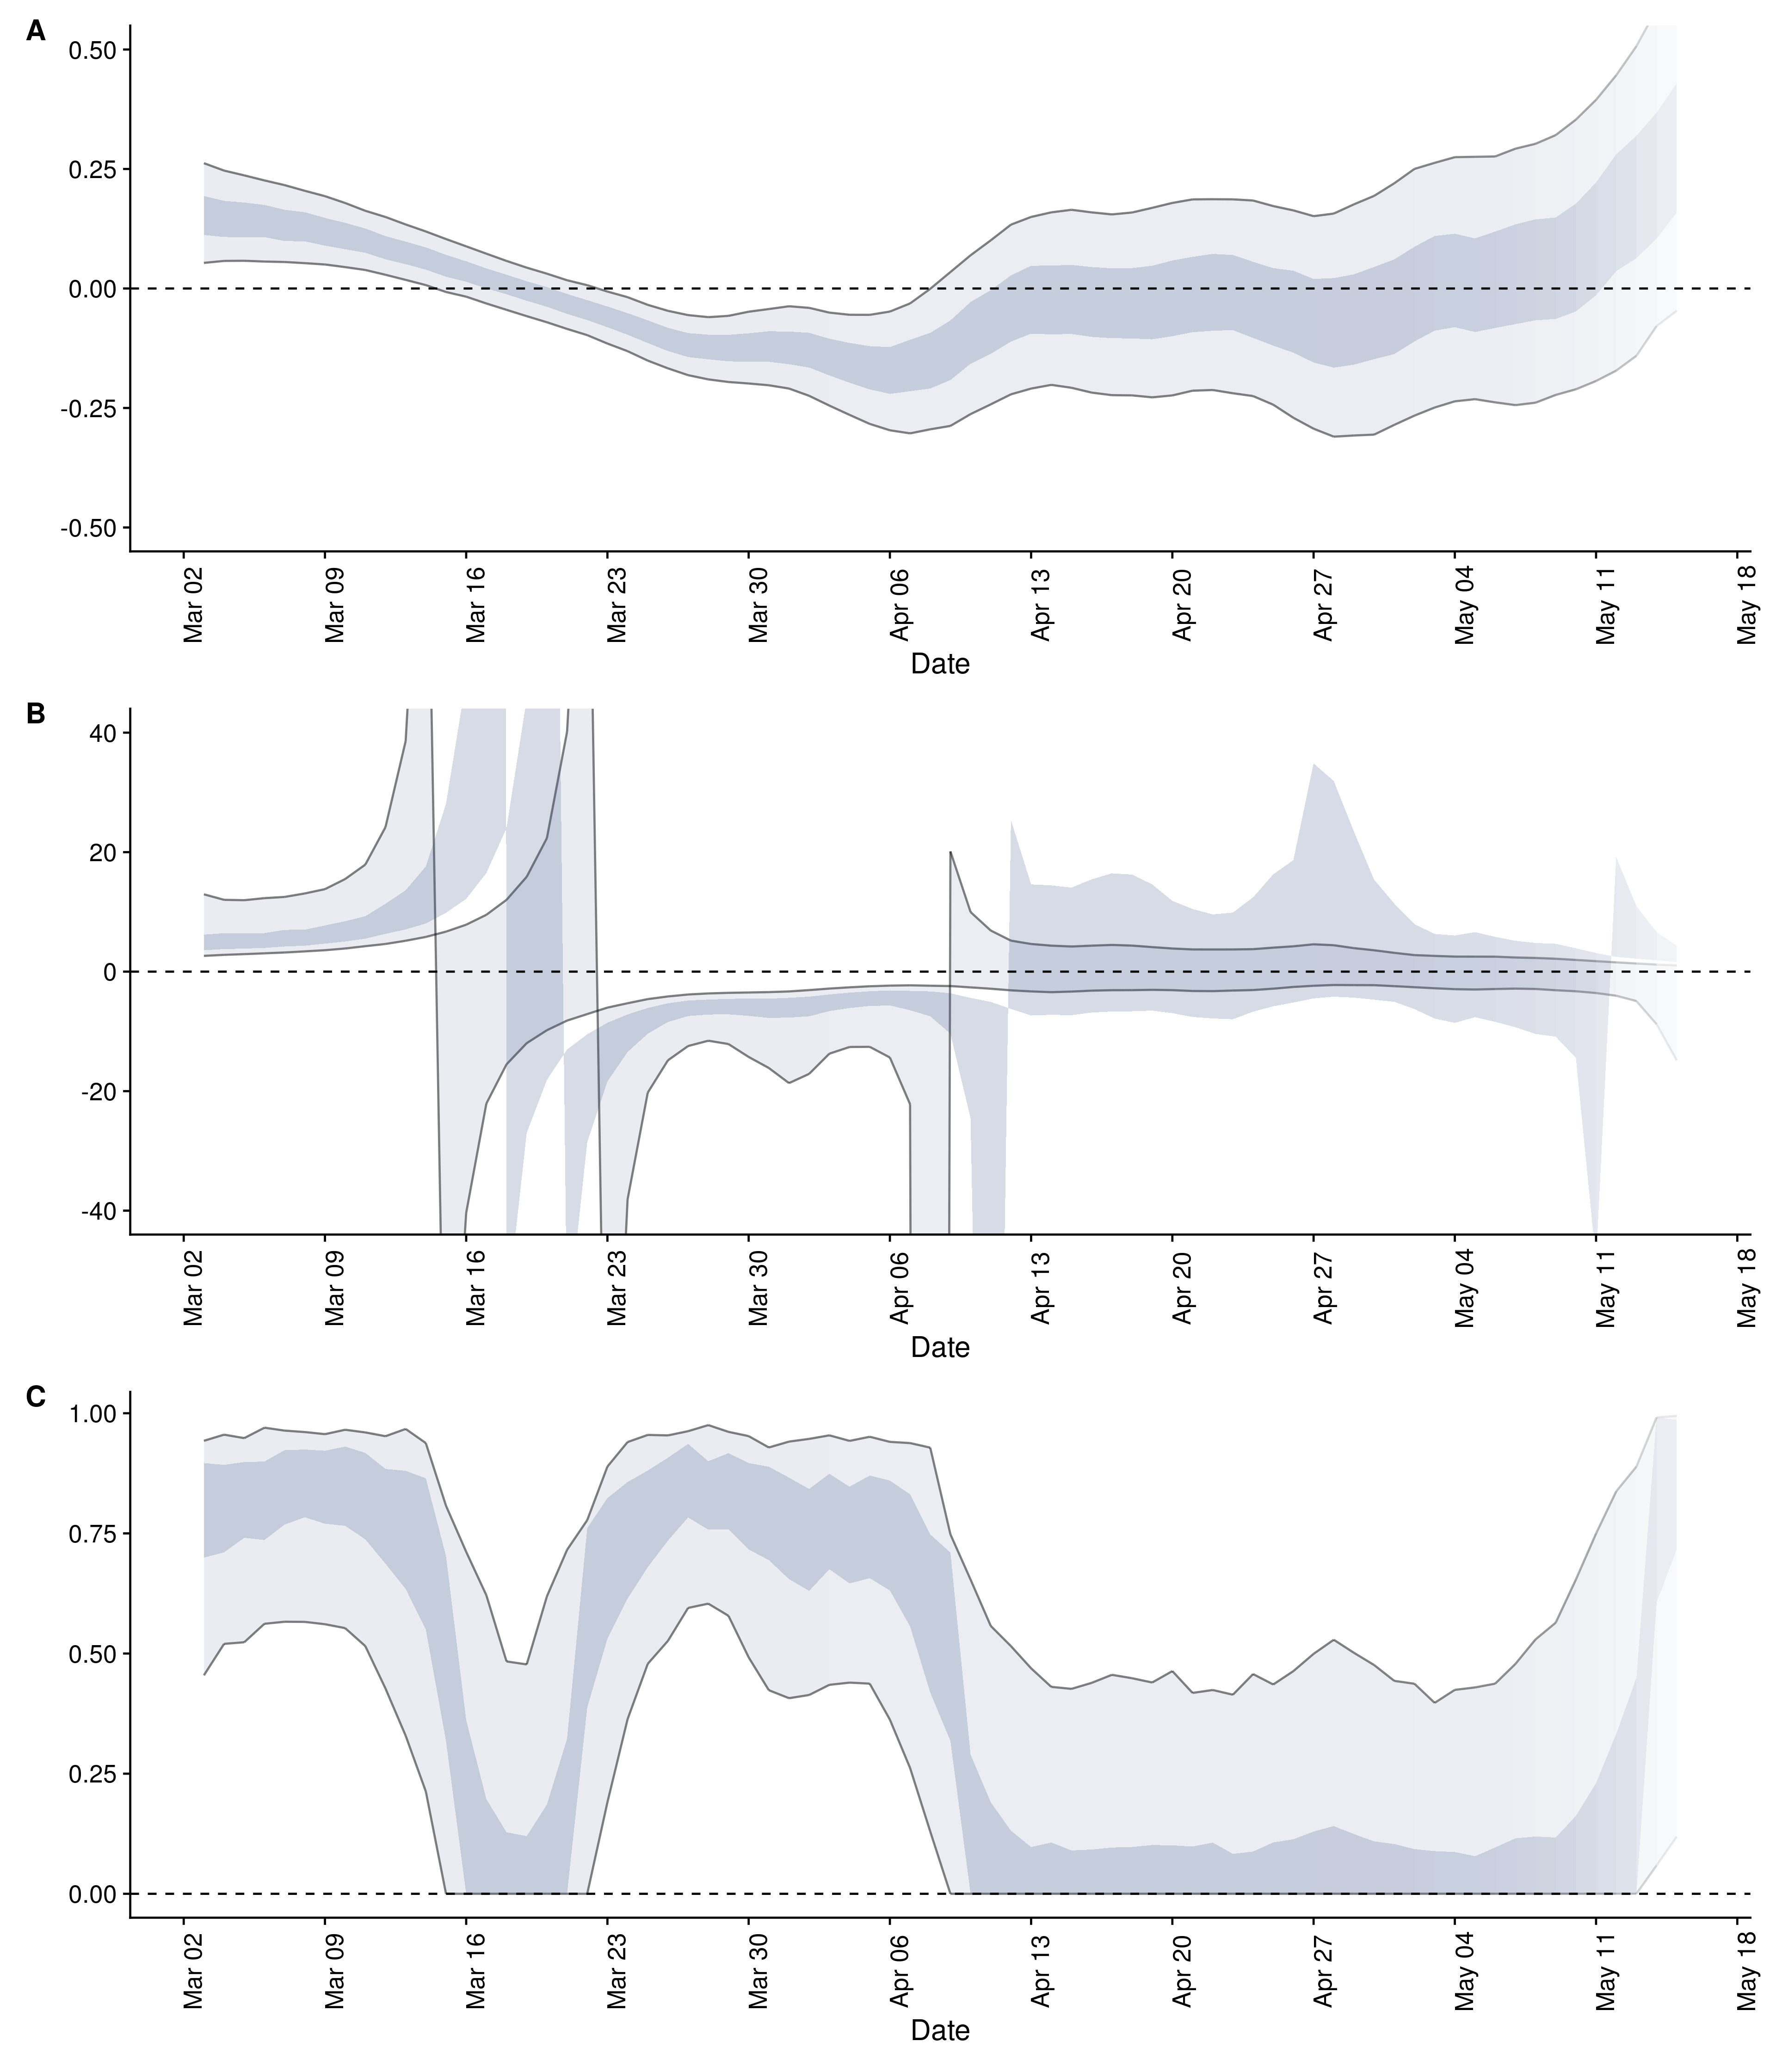 A
0.50
0.25
0.00
-0.25
-0.50
Mar 02
Mar 09
Mar 16
Mar 23
Mar 30
Apr 06
Apr 13
Apr 20
Apr 27
May 04
May 11
May 18
Date
B
40
20
0
-20
-40
Mar 02
Mar 09
Mar 16
Mar 23
Mar 30
Apr 06
Apr 13
Apr 20
Apr 27
May 04
May 11
May 18
Date
C
1.00
0.75
0.50
0.25
0.00
Mar 02
Mar 09
Mar 16
Mar 23
Mar 30
Apr 06
Apr 13
Apr 20
Apr 27
May 04
May 11
May 18
Date